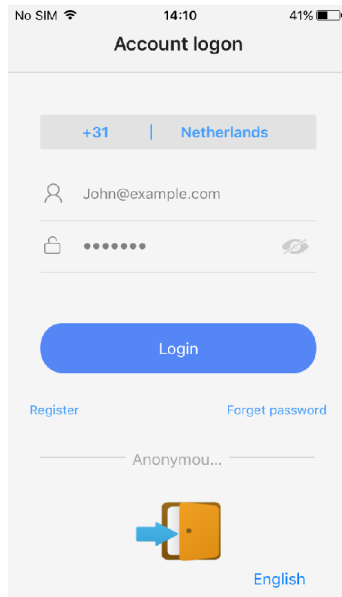 No SIM 14:10 41%
Account logon
+31 | Netherlands
John@example.com
•••••••
Login
Register Forget password
Anonymou...
English